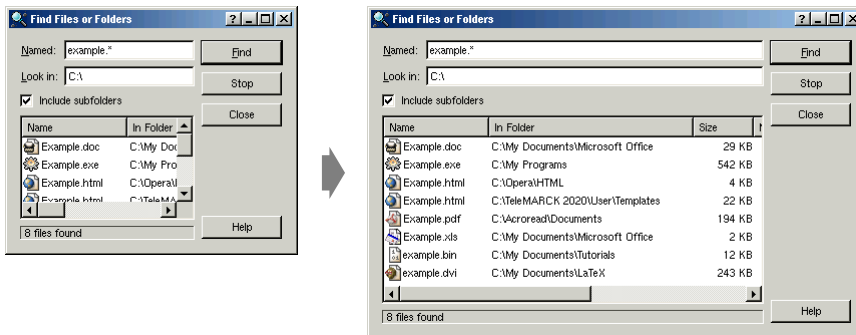 Find Files or Folders
Named: example.* Find
Look in: C:\ Stop
Include subfolders Close
Name In Folder
Example.doc C:\My Doc
Example.exe C:\My Pro
Example.html C:\Opera\
Example.html C:\TeleMA
8 files found Help
Find Files or Folders
Named: example.* Find
Look in: C:\ Stop
Include subfolders Close
Name In Folder Size
Example.doc C:\My Documents\Microsoft Office 29 KB
Example.exe C:\My Programs 542 KB
Example.html C:\Opera\HTML 4 KB
Example.html C:\TeleMARCK 2020\User\Templates 22 KB
Example.pdf C:\Acroread\Documents 194 KB
Example.xls C:\My Documents\Microsoft Office 2 KB
example.bin C:\My Documents\Tutorials 12 KB
example.dvi C:\My Documents\LaTeX 243 KB
8 files found Help